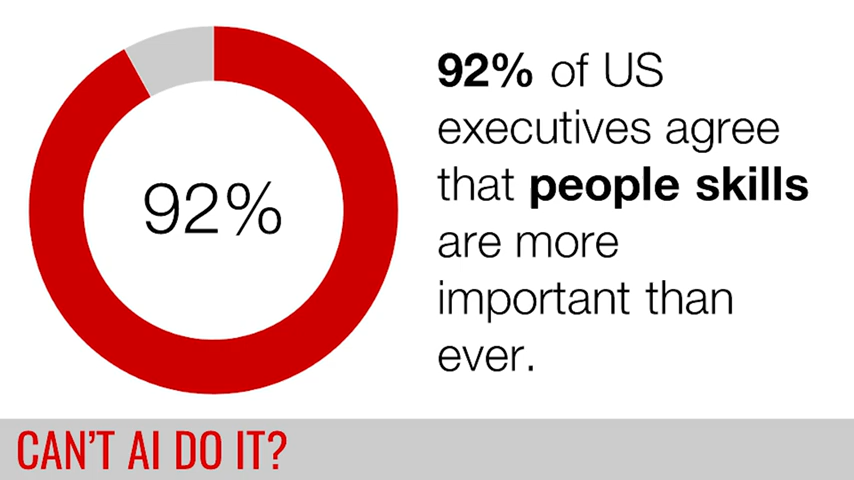 92%
92% of US
executives agree
that people skills
are more
important than
ever.
CAN'T AI DO IT?